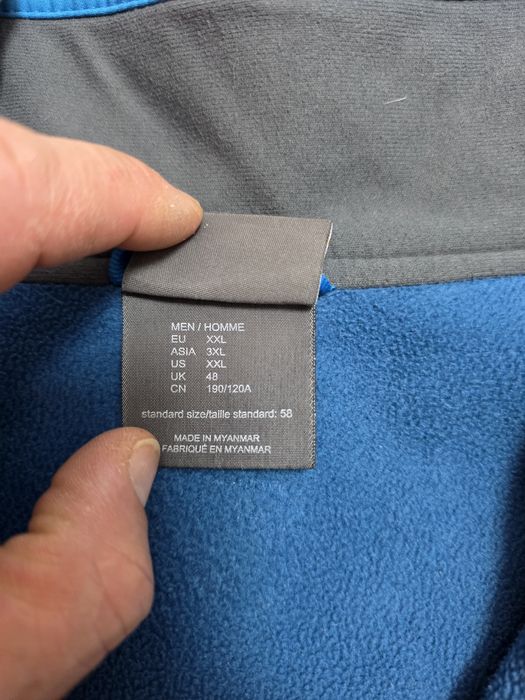 MEN / HOMME
EU XXL
ASIA 3XL
US XXL
UK 48
CN 190/120A
standard size/taille standard: 58
MADE IN MYANMAR
FABRIQUÉ EN MYANMAR